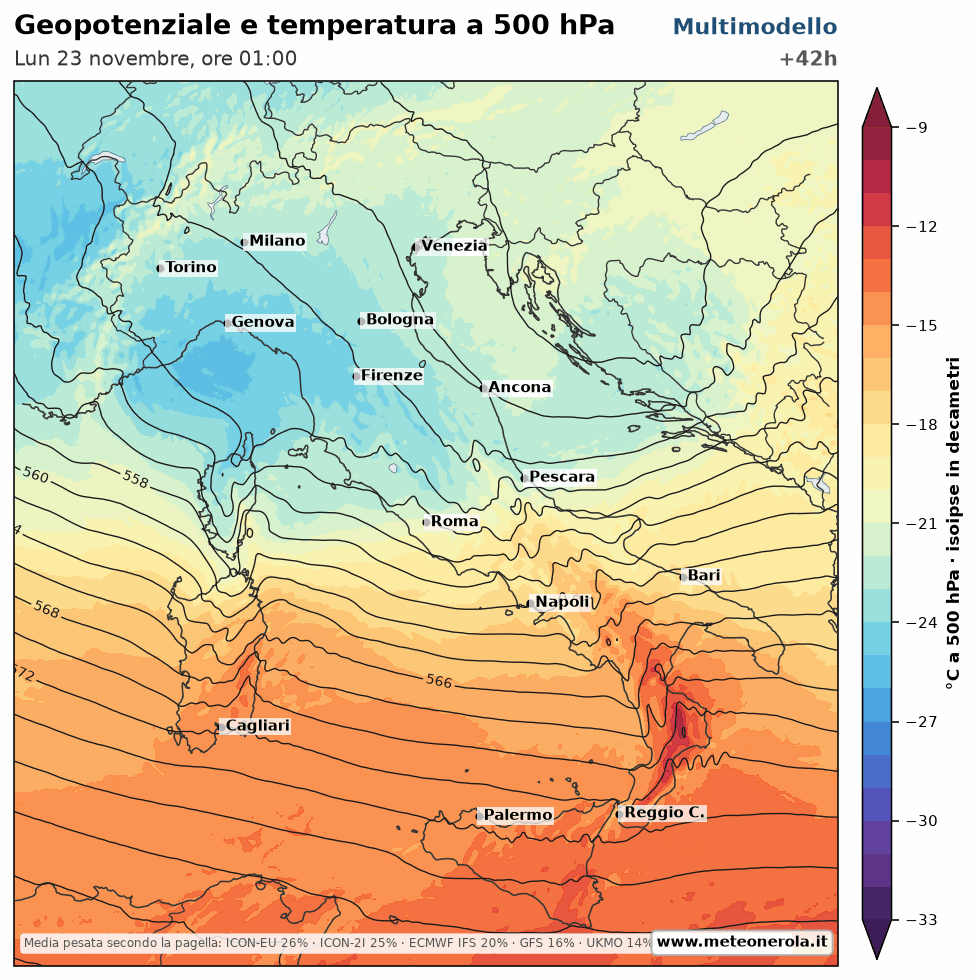 Geopotenziale e temperatura a 500 hPa
Multimodello
Lun 23 novembre, ore 01:00
+42h
Milano
Venezia
Torino
Genova
Bologna
Firenze
Ancona
560
558
Pescara
Roma
Bari
568
Napoli
572
566
Cagliari
Palermo
Reggio C.
−9
−12
−15
−18
−21
−24
−27
−30
−33
°C a 500 hPa · isoipse in decametri
Media pesata secondo la pagella: ICON-EU 26% · ICON-2I 25% · ECMWF IFS 20% · GFS 16% · UKMO 14%
www.meteonerola.it